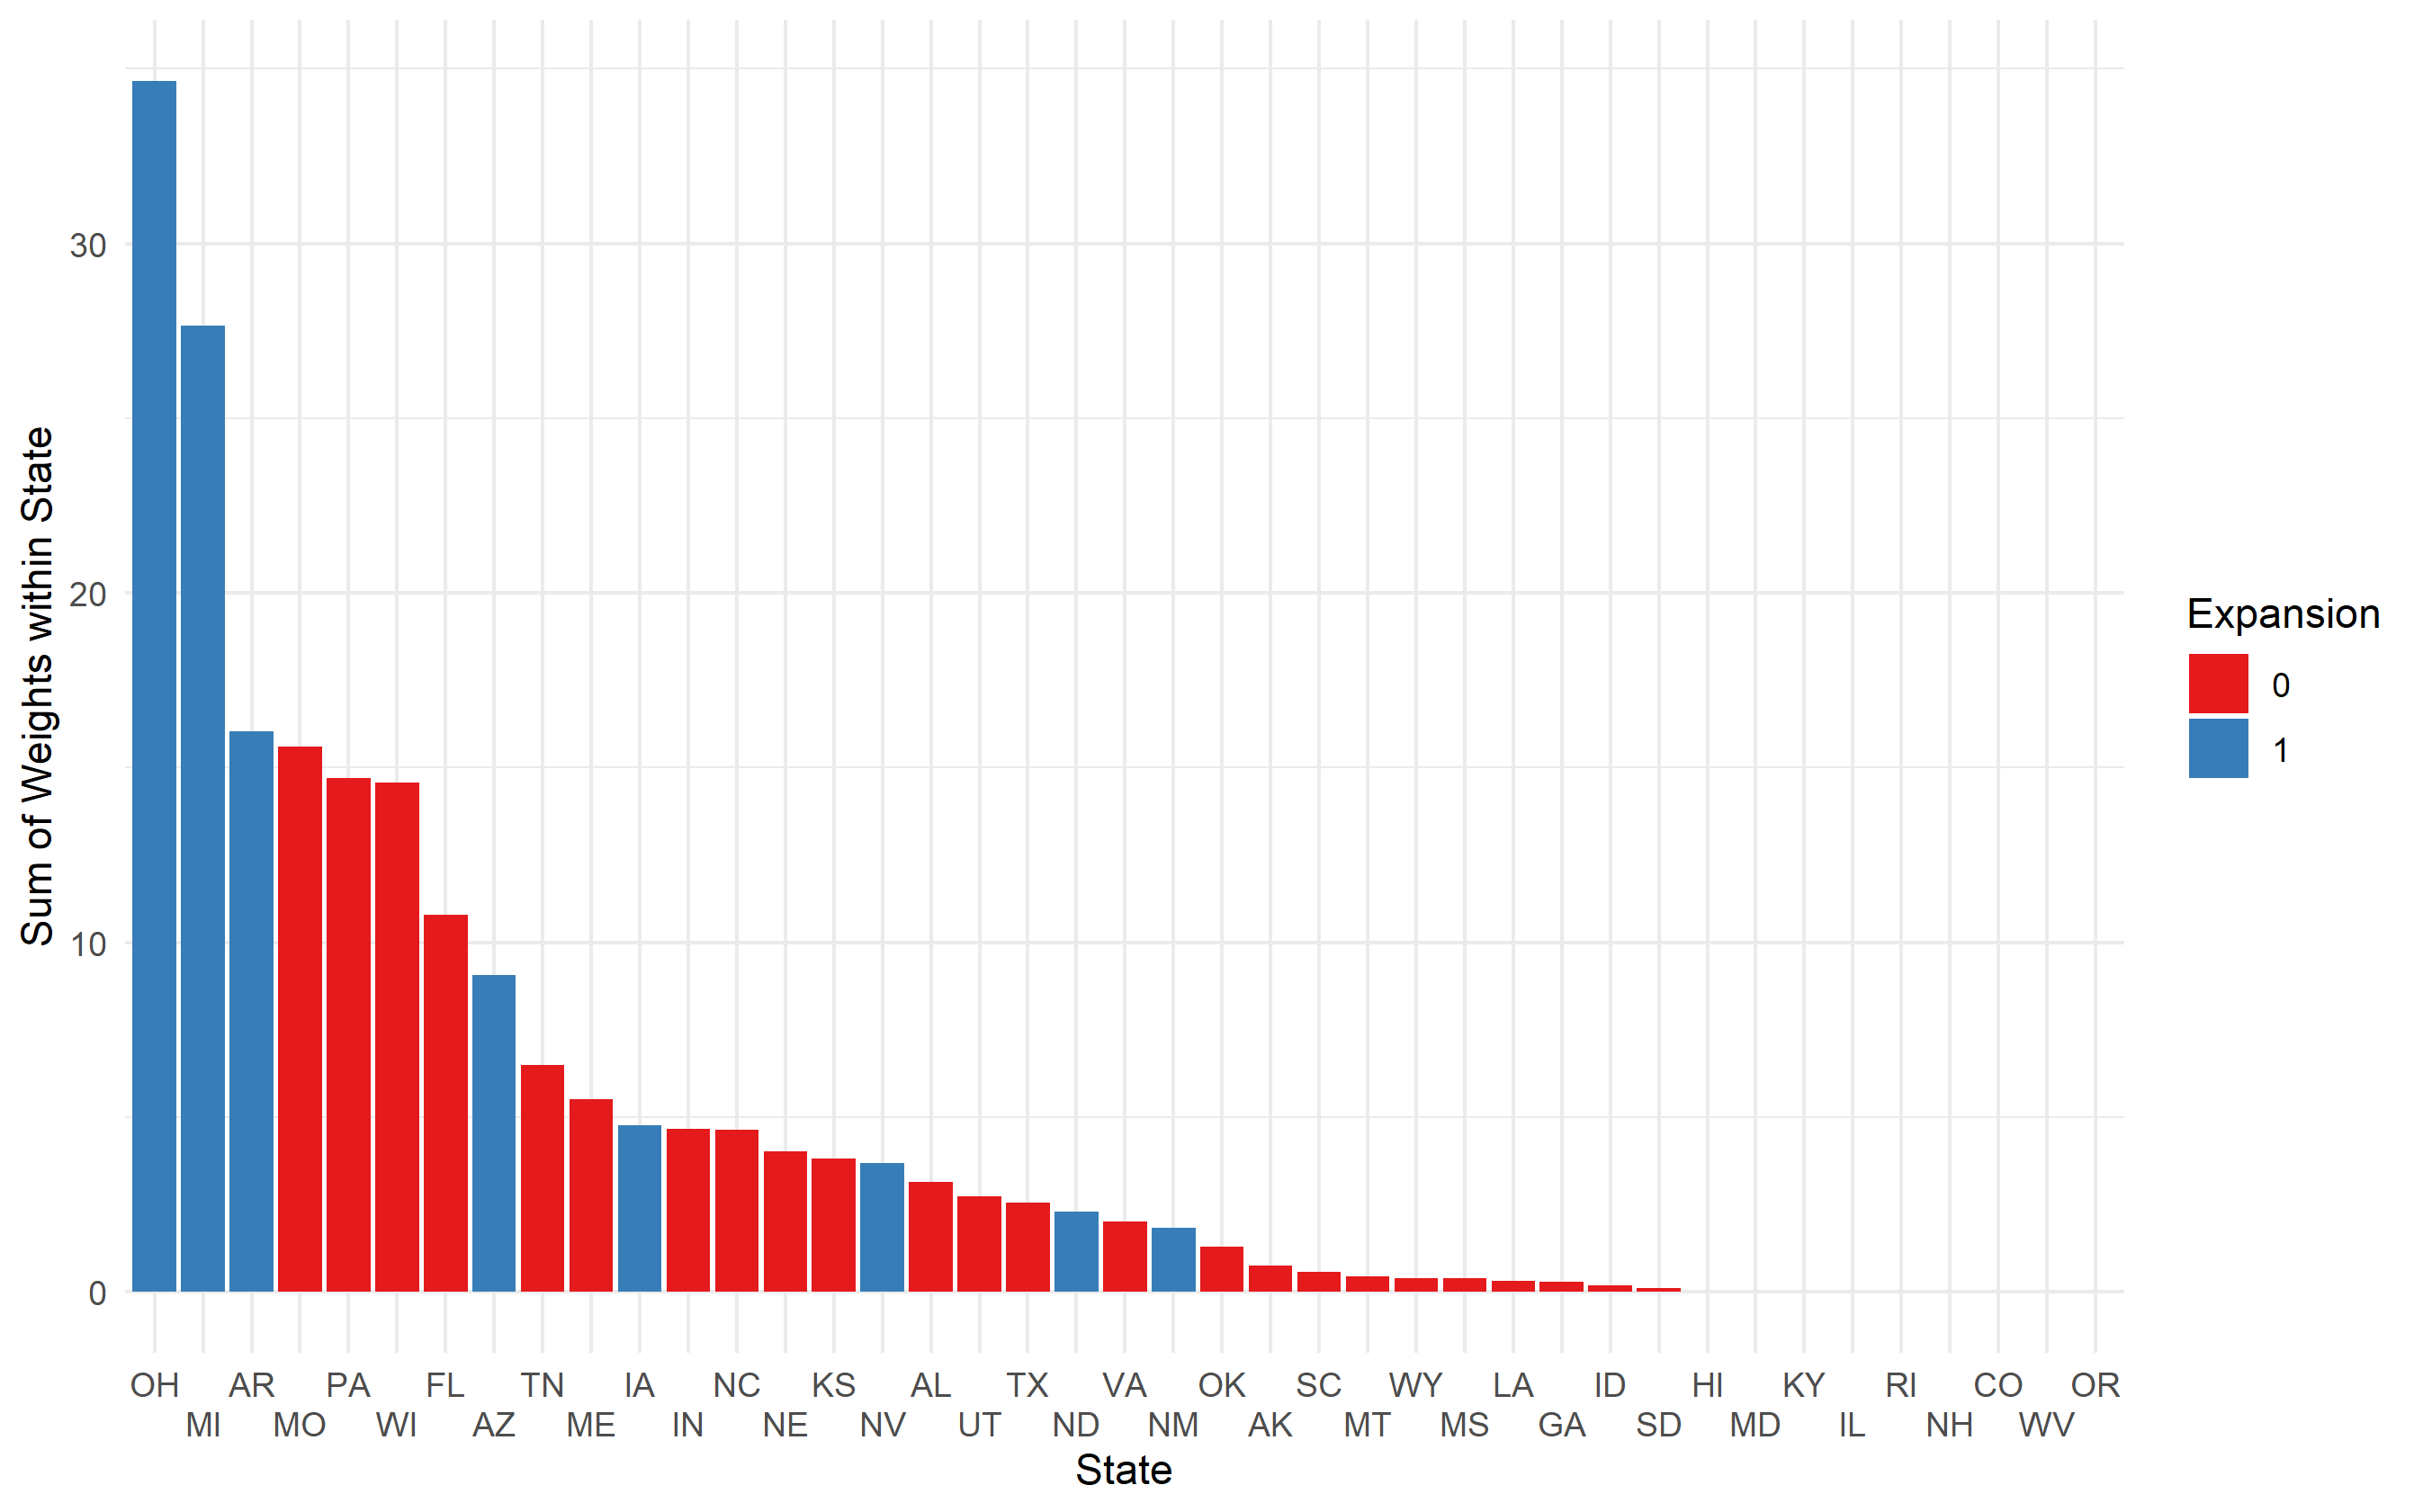 Sum of Weights within State
30
20
10
0
OH AR PA FL TN IA NC KS AL TX VA OK SC WY LA ID HI KY RI CO OR
MI MO WI AZ ME IN NE NV UT ND NM AK MT MS GA SD MD IL NH WV
State
Expansion
0
1